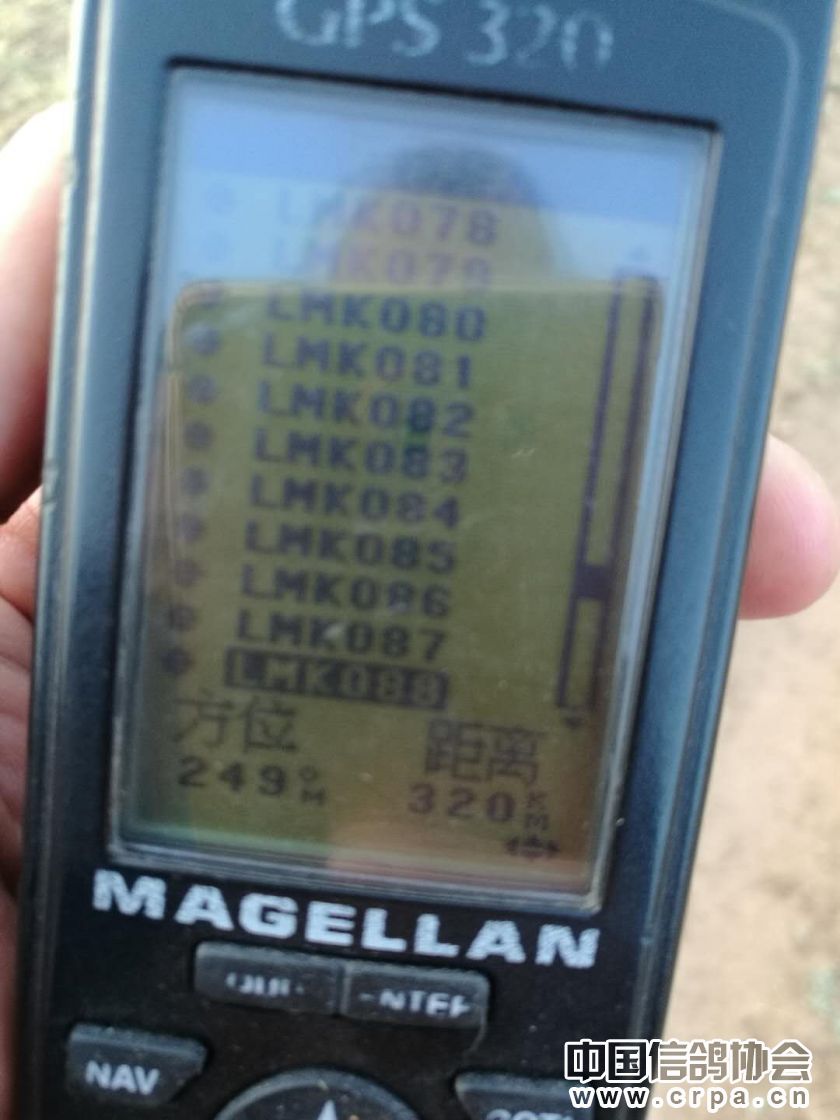 GPS 320
LMK078
LMK079
LMK080
LMK081
LMK082
LMK083
LMK084
LMK085
LMK086
LMK087
LMK088
方位 距离
249°M 320KM
MAGELLAN
NAV
中国信鸽协会
www.crpa.cn